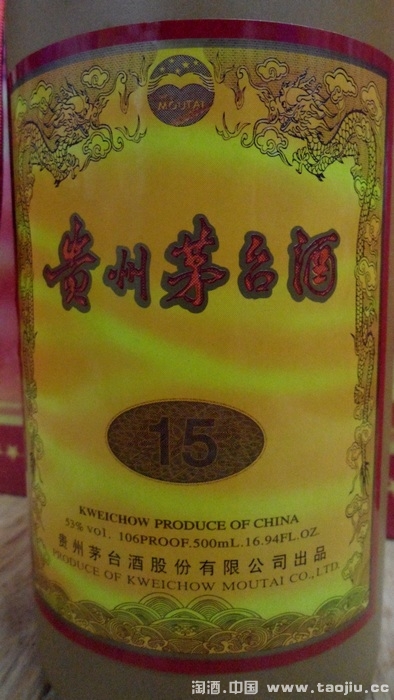 MOUTAI
贵州茅台酒
15
KWEICHOW PRODUCE OF CHINA
53% vol. 106PROOF.500mL.16.94FL.OZ.
贵州茅台酒股份有限公司出品
PRODUCE OF KWEICHOW MOUTAI CO.,LTD.
淘酒.中国 www.taojiu.cc